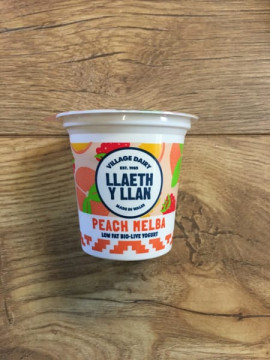 VILLAGE DAIRY
EST. 1985
LLAETH
Y LLAN
MADE IN WALES
PEACH MELBA
LOW FAT BIO-LIVE YOGURT